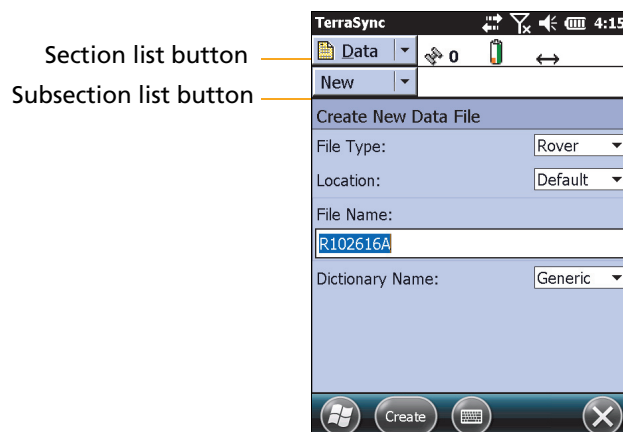 TerraSync 4:15
Section list button
Data 0
Subsection list button
New
Create New Data File
File Type: Rover
Location: Default
File Name:
R102616A
Dictionary Name: Generic
Create